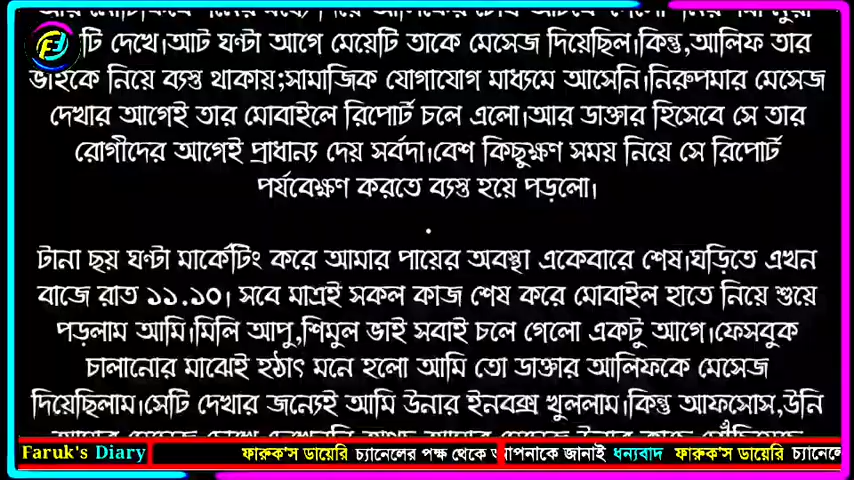 টি দেখে।আট ঘণ্টা আগে মেয়েটি তাকে মেসেজ দিয়েছিল।কিন্তু,আলিফ তার
ভাইকে নিয়ে ব্যস্ত থাকায়;সামাজিক যোগাযোগ মাধ্যমে আসেনি।নিরুপমার মেসেজ
দেখার আগেই তার মোবাইলে রিপোর্ট চলে এলো।আর ডাক্তার হিসেবে সে তার
রোগীদের আগেই প্রাধান্য দেয় সর্বদা।বেশ কিছুক্ষণ সময় নিয়ে সে রিপোর্ট
পর্যবেক্ষণ করতে ব্যস্ত হয়ে পড়লো।
.
টানা ছয় ঘণ্টা মার্কেটিং করে আমার পায়ের অবস্থা একেবারে শেষ।ঘড়িতে এখন
বাজে রাত ১১.১০। সবে মাত্রই সকল কাজ শেষ করে মোবাইল হাতে নিয়ে শুয়ে
পড়লাম আমি।মিলি আপু,শিমুল ভাই সবাই চলে গেলো একটু আগে।ফেসবুক
চালানোর মাঝেই হঠাৎ মনে হলো আমি তো ডাক্তার আলিফকে মেসেজ
দিয়েছিলাম।সেটি দেখার জন্যেই আমি উনার ইনবক্স খুললাম।কিন্তু আফসোস,উনি
Faruk's Diary ফারুক'স ডায়েরি চ্যানেলের পক্ষ থেকে আপনাকে জানাই ধন্যবাদ ফারুক'স ডায়েরি